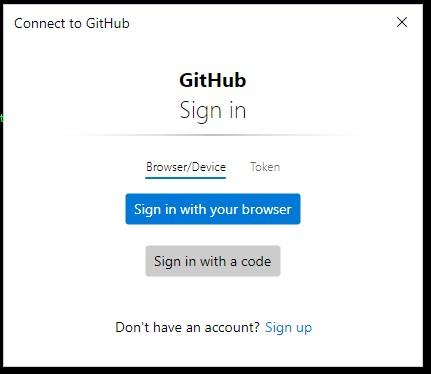 Connect to GitHub
GitHub
Sign in
Browser/Device Token
Sign in with your browser
Sign in with a code
Don't have an account? Sign up